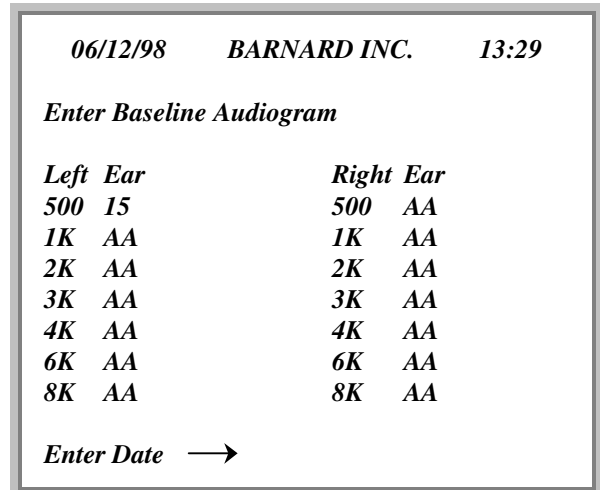 06/12/98 BARNARD INC. 13:29
Enter Baseline Audiogram
Left Ear Right Ear
500 15 500 AA
1K AA 1K AA
2K AA 2K AA
3K AA 3K AA
4K AA 4K AA
6K AA 6K AA
8K AA 8K AA
Enter Date →